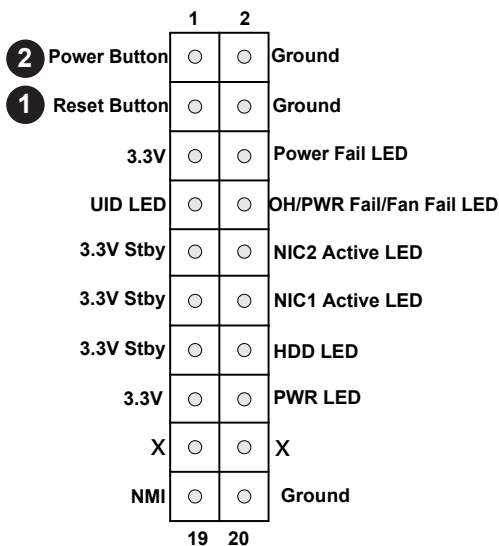 1 2
2 Power Button Ground
1 Reset Button Ground
3.3V Power Fail LED
UID LED OH/PWR Fail/Fan Fail LED
3.3V Stby NIC2 Active LED
3.3V Stby NIC1 Active LED
3.3V Stby HDD LED
3.3V PWR LED
X X
NMI Ground
19 20